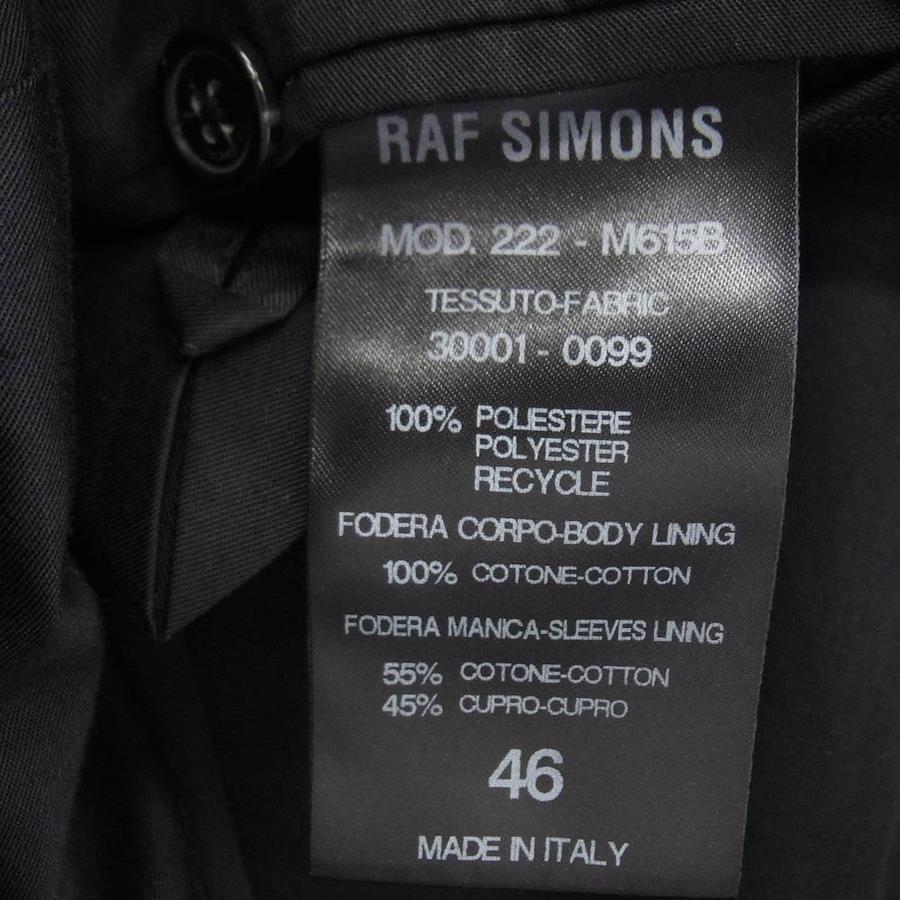 RAF SIMONS
MOD. 222 - M615B
TESSUTO-FABRIC
30001 - 0099
100% POLIESTERE
POLYESTER
RECYCLE
FODERA CORPO-BODY LINING
100% COTONE-COTTON
FODERA MANICA-SLEEVES LINING
55% COTONE-COTTON
45% CUPRO-CUPRO
46
MADE IN ITALY